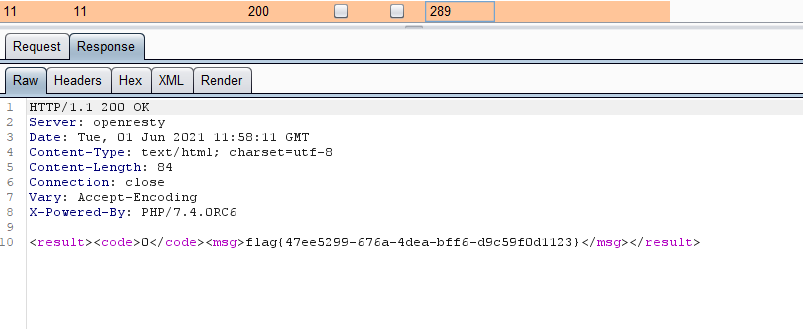 11 11 200 289
Request Response
Raw Headers Hex XML Render
1 HTTP/1.1 200 OK
2 Server: openresty
3 Date: Tue, 01 Jun 2021 11:58:11 GMT
4 Content-Type: text/html; charset=utf-8
5 Content-Length: 84
6 Connection: close
7 Vary: Accept-Encoding
8 X-Powered-By: PHP/7.4.0RC6
9
10 <result><code>0</code><msg>flag{47ee5299-676a-4dea-bff6-d9c59f0d1123}</msg></result>